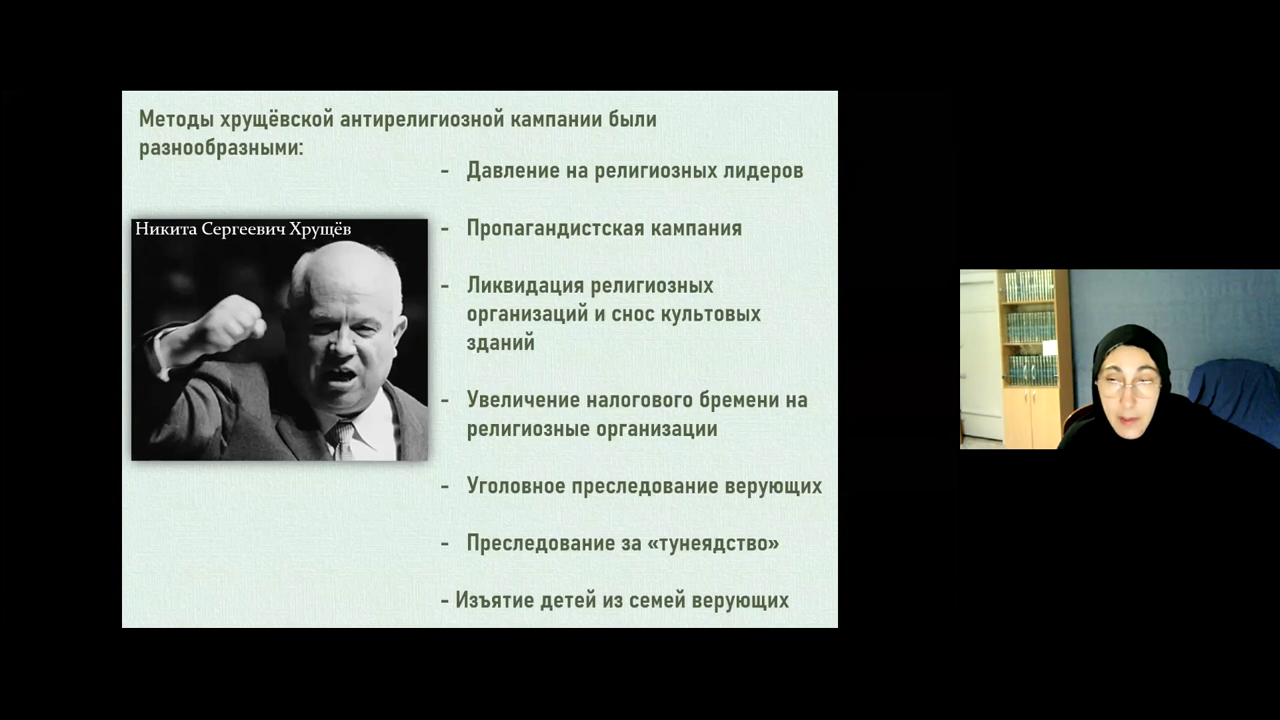 Методы хрущёвской антирелигиозной кампании были
разнообразными:
- Давление на религиозных лидеров
Никита Сергеевич Хрущёв
- Пропагандистская кампания
- Ликвидация религиозных
организаций и снос культовых
зданий
- Увеличение налогового бремени на
религиозные организации
- Уголовное преследование верующих
- Преследование за «тунеядство»
- Изъятие детей из семей верующих